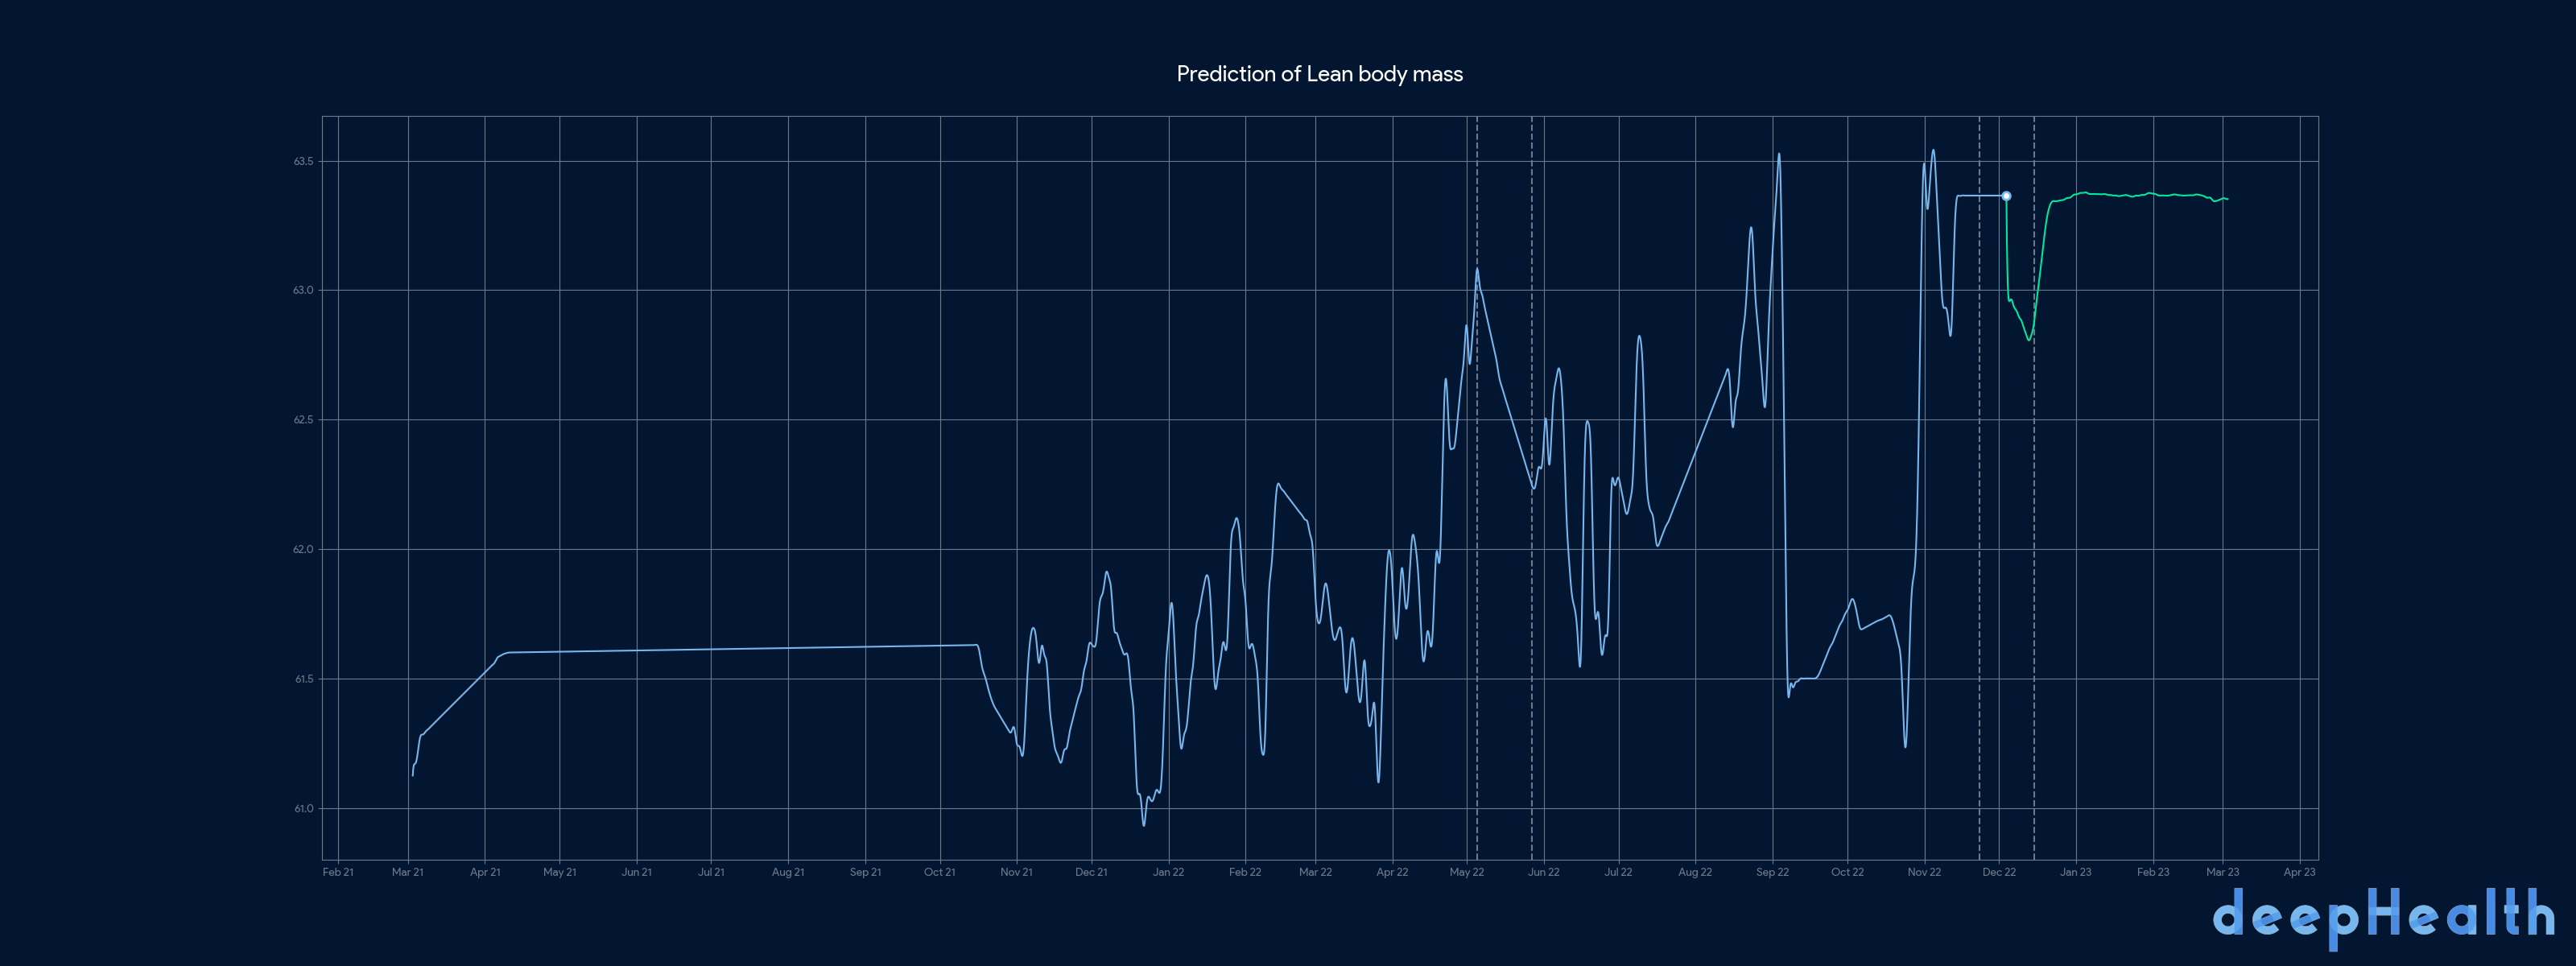 Prediction of Lean body mass
63.5
63.0
62.5
62.0
61.5
61.0
Feb 21 Mar 21 Apr 21 May 21 Jun 21 Jul 21 Aug 21 Sep 21 Oct 21 Nov 21 Dec 21 Jan 22 Feb 22 Mar 22 Apr 22 May 22 Jun 22 Jul 22 Aug 22 Sep 22 Oct 22 Nov 22 Dec 22 Jan 23 Feb 23 Mar 23 Apr 23
deepHealth